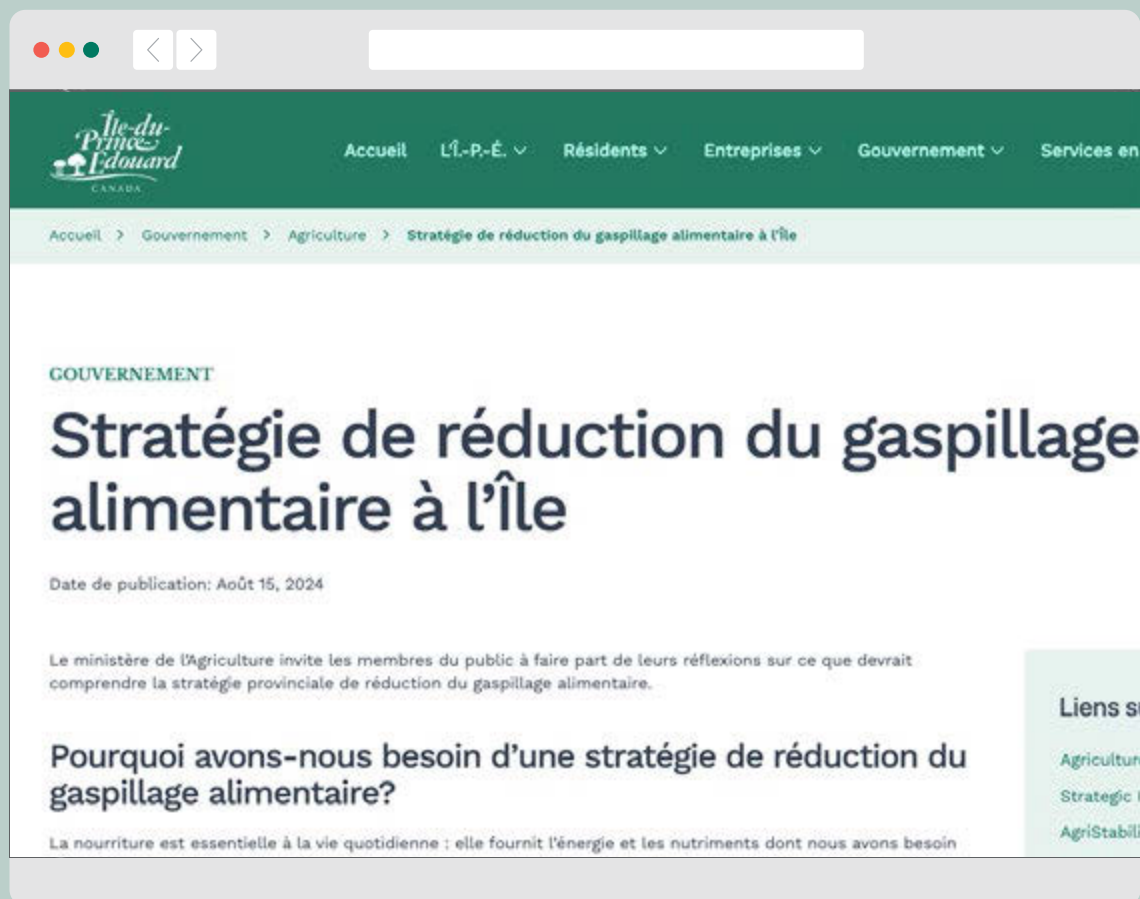 Île-du-
Prince
Édouard
CANADA
Accueil L'Î.-P.-É. Résidents Entreprises Gouvernement Services en
Accueil > Gouvernement > Agriculture > Stratégie de réduction du gaspillage alimentaire à l'Île
GOUVERNEMENT
Stratégie de réduction du gaspillage
alimentaire à l’Île
Date de publication: Août 15, 2024
Le ministère de l’Agriculture invite les membres du public à faire part de leurs réflexions sur ce que devrait
comprendre la stratégie provinciale de réduction du gaspillage alimentaire.
Pourquoi avons-nous besoin d’une stratégie de réduction du
gaspillage alimentaire?
La nourriture est essentielle à la vie quotidienne : elle fournit l’énergie et les nutriments dont nous avons besoin
Liens
Agriculture
Strategic